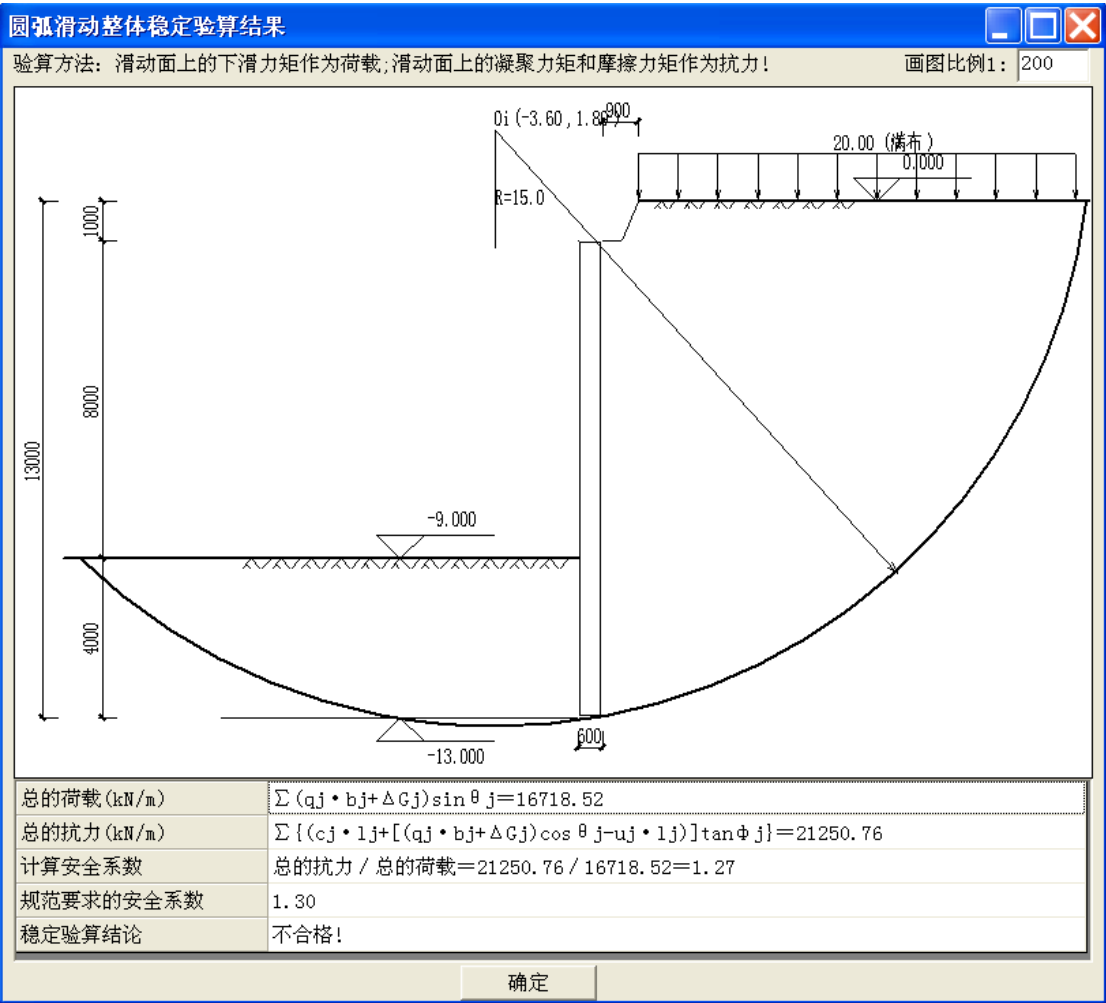 圆弧滑动整体稳定验算结果
验算方法: 滑动面上的下滑力矩作为荷载;滑动面上的凝聚力矩和摩擦力矩作为抗力!
画图比例1: 200
Oi(-3.60,1.80)
900
20.00 (满布)
0.000
R=15.0
1000
8000
13000
-9.000
4000
600
-13.000
总的荷载(kN/m) ∑(qj•bj+ΔGj)sinθj=16718.52
总的抗力(kN/m) ∑{(cj•lj+[(qj•bj+ΔGj)cosθj-uj•lj)]tanΦj}=21250.76
计算安全系数 总的抗力/总的荷载=21250.76/16718.52=1.27
规范要求的安全系数 1.30
稳定验算结论 不合格!
确定